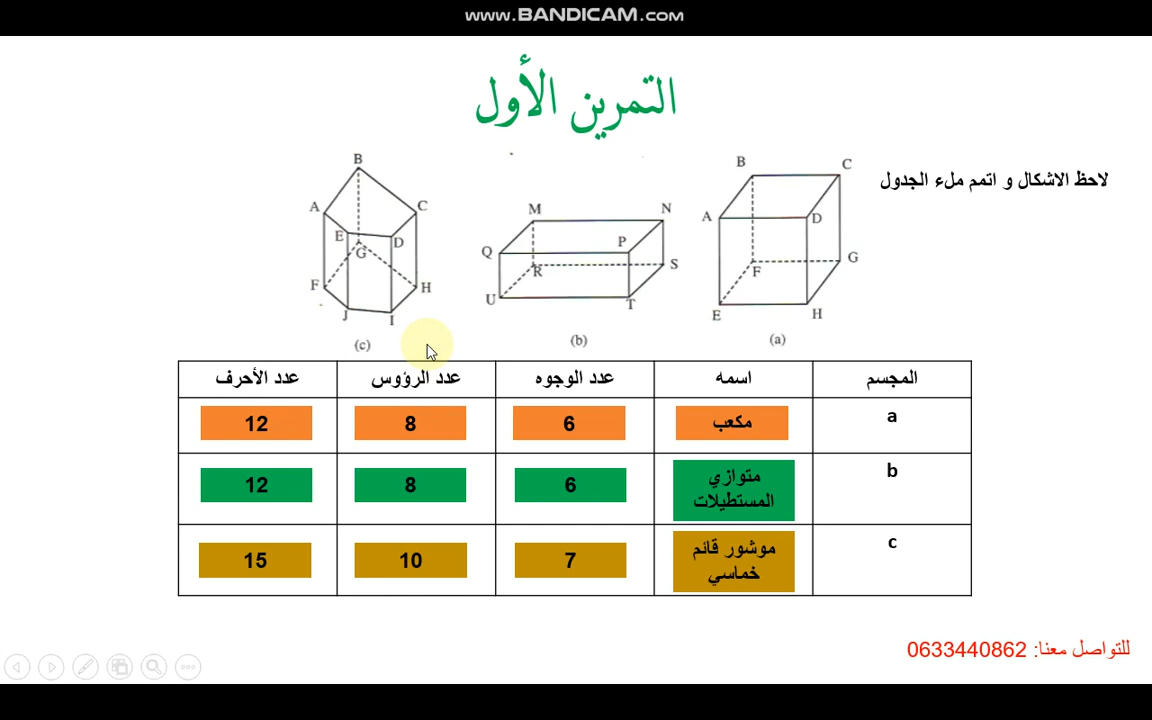 www.BANDICAM.com
التمرين الأول
لاحظ الاشكال و اتمم ملء الجدول
B C A D F G E H
(a)
M N Q P R S U T
(b)
B A C E D G F H J I
(c)
المجسم اسمه عدد الوجوه عدد الرؤوس عدد الأحرف
a مكعب 6 8 12
b متوازي المستطيلات 6 8 12
c موشور قائم خماسي 7 10 15
للتواصل معنا: 0633440862